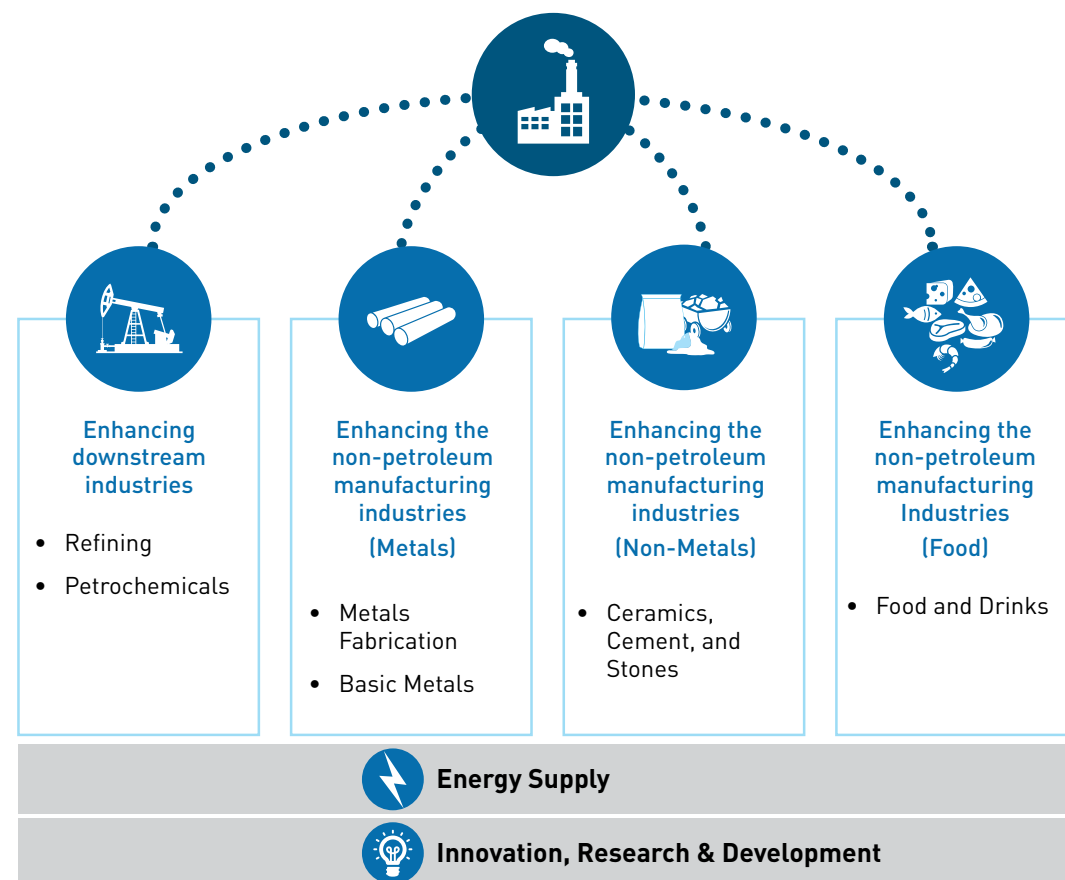 Enhancing
downstream
industries
• Refining
• Petrochemicals
Enhancing the
non-petroleum
manufacturing
industries
(Metals)
• Metals
Fabrication
• Basic Metals
Enhancing the
non-petroleum
manufacturing
industries
(Non-Metals)
• Ceramics,
Cement, and
Stones
Enhancing the
non-petroleum
manufacturing
Industries
(Food)
• Food and Drinks
Energy Supply
Innovation, Research & Development